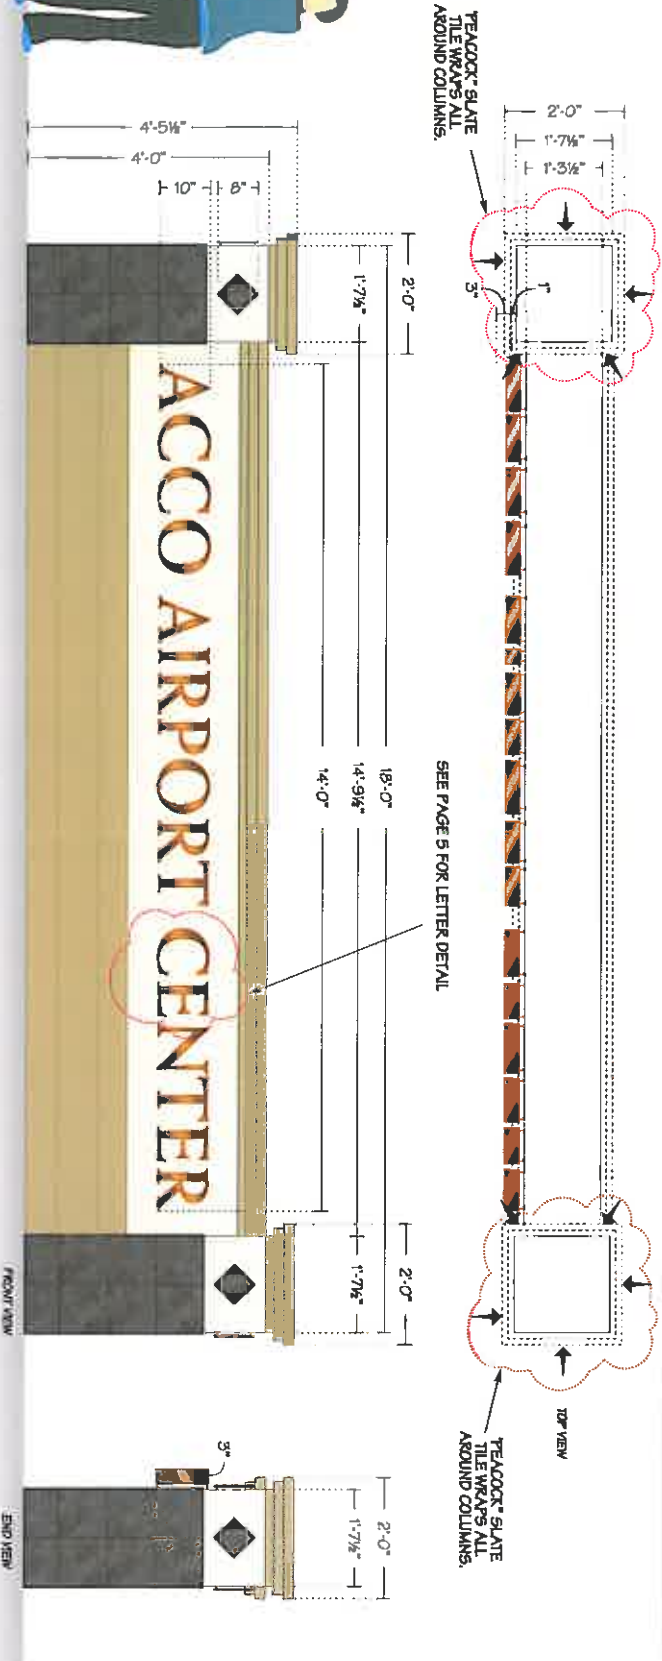 "PEACOCK" SLATE
TILE WRAPS ALL
AROUND COLUMNS.
2'-0"
1'-7½"
1'-3½"
1"
3"
TOP VIEW
"PEACOCK" SLATE
TILE WRAPS ALL
AROUND COLUMNS.
SEE PAGE 5 FOR LETTER DETAIL
18'-0"
14'-9½"
14'-0"
2'-0"
1'-7½"
2'-0"
1'-7½"
4'-5½"
4'-0"
10"
8"
ACCO AIRPORT CENTER
FRONT VIEW
2'-0"
1'-7½"
3"
END VIEW